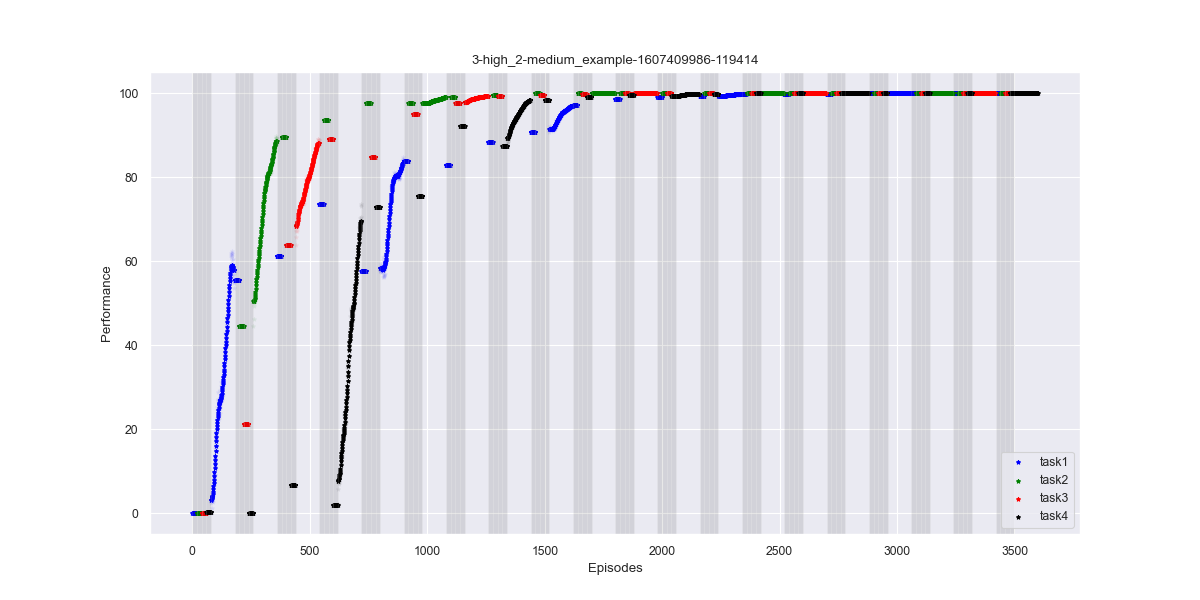 3-high_2-medium_example-1607409986-119414
Performance
100
80
60
40
20
0
0 500 1000 1500 2000 2500 3000 3500
Episodes
task1
task2
task3
task4